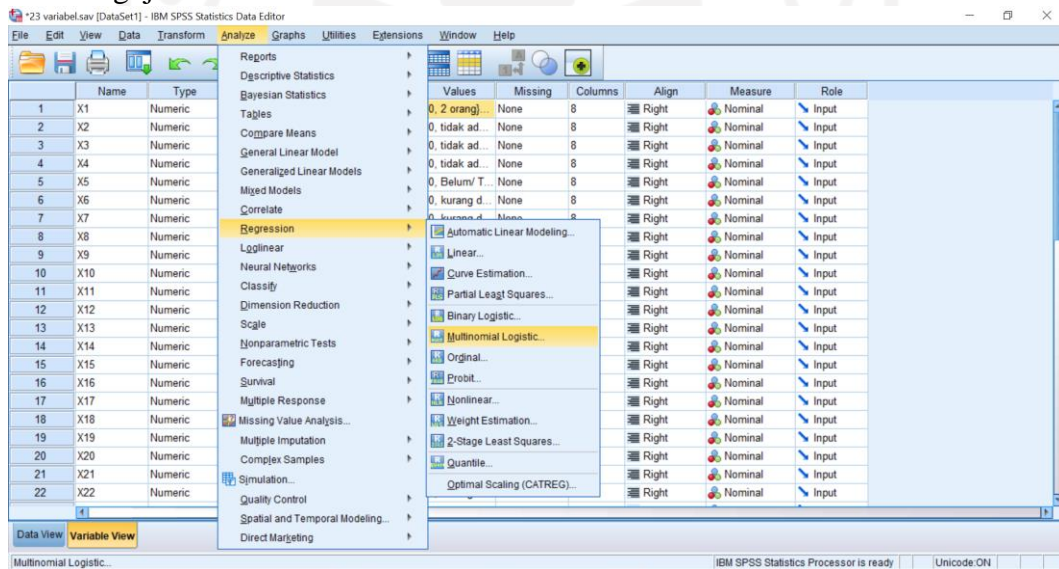 *23 variabel.sav [DataSet1] - IBM SPSS Statistics Data Editor
File Edit View Data Transform Analyze Graphs Utilities Extensions Window Help
Reports
Descriptive Statistics
Bayesian Statistics
Tables
Compare Means
General Linear Model
Generalized Linear Models
Mixed Models
Correlate
Regression
Loglinear
Neural Networks
Classify
Dimension Reduction
Scale
Nonparametric Tests
Forecasting
Survival
Multiple Response
Missing Value Analysis...
Multiple Imputation
Complex Samples
Simulation...
Quality Control
Spatial and Temporal Modeling...
Direct Marketing
Automatic Linear Modeling...
Linear...
Curve Estimation...
Partial Least Squares...
Binary Logistic...
Multinomial Logistic...
Ordinal...
Probit...
Nonlinear...
Weight Estimation...
2-Stage Least Squares...
Quantile...
Optimal Scaling (CATREG)...
Name Type Values Missing Columns Align Measure Role
1 X1 Numeric 0, 2 orang}... None 8 Right Nominal Input
2 X2 Numeric 0, tidak ad... None 8 Right Nominal Input
3 X3 Numeric 0, tidak ad... None 8 Right Nominal Input
4 X4 Numeric 0, tidak ad... None 8 Right Nominal Input
5 X5 Numeric 0, Belum/ T... None 8 Right Nominal Input
6 X6 Numeric 0, kurang d... None 8 Right Nominal Input
7 X7 Numeric 0, kurang d... None 8 Right Nominal Input
8 X8 Numeric Right Nominal Input
9 X9 Numeric Right Nominal Input
10 X10 Numeric Right Nominal Input
11 X11 Numeric Right Nominal Input
12 X12 Numeric Right Nominal Input
13 X13 Numeric Right Nominal Input
14 X14 Numeric Right Nominal Input
15 X15 Numeric Right Nominal Input
16 X16 Numeric Right Nominal Input
17 X17 Numeric Right Nominal Input
18 X18 Numeric Right Nominal Input
19 X19 Numeric Right Nominal Input
20 X20 Numeric Right Nominal Input
21 X21 Numeric Right Nominal Input
22 X22 Numeric Right Nominal Input
Data View Variable View
Multinomial Logistic... IBM SPSS Statistics Processor is ready Unicode:ON